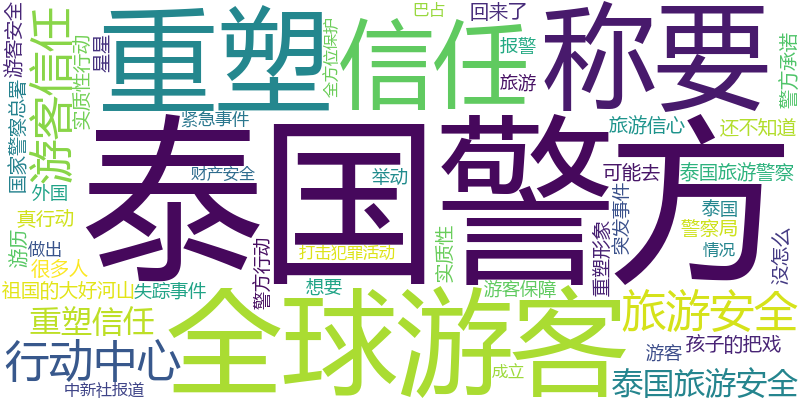 重塑
信任
称要
泰国警方
全球游客
游客信任
游客安全
国家警察总署
实质性行动
星星
巴占
回来了
全方位保护
报警
旅游
警方承诺
紧急事件
旅游信心
还不知道
财产安全
举动
可能去
泰国旅游警察
外国
真行动
游历
做出
很多人
警方行动
打击犯罪活动
实质性
重塑形象
突发事件
泰国
警察局
情况
没怎么
祖国的大好河山
失踪事件
想要
游客保障
旅游安全
重塑信任
行动中心
中新社报道
成立
孩子的把戏
游客
泰国旅游安全